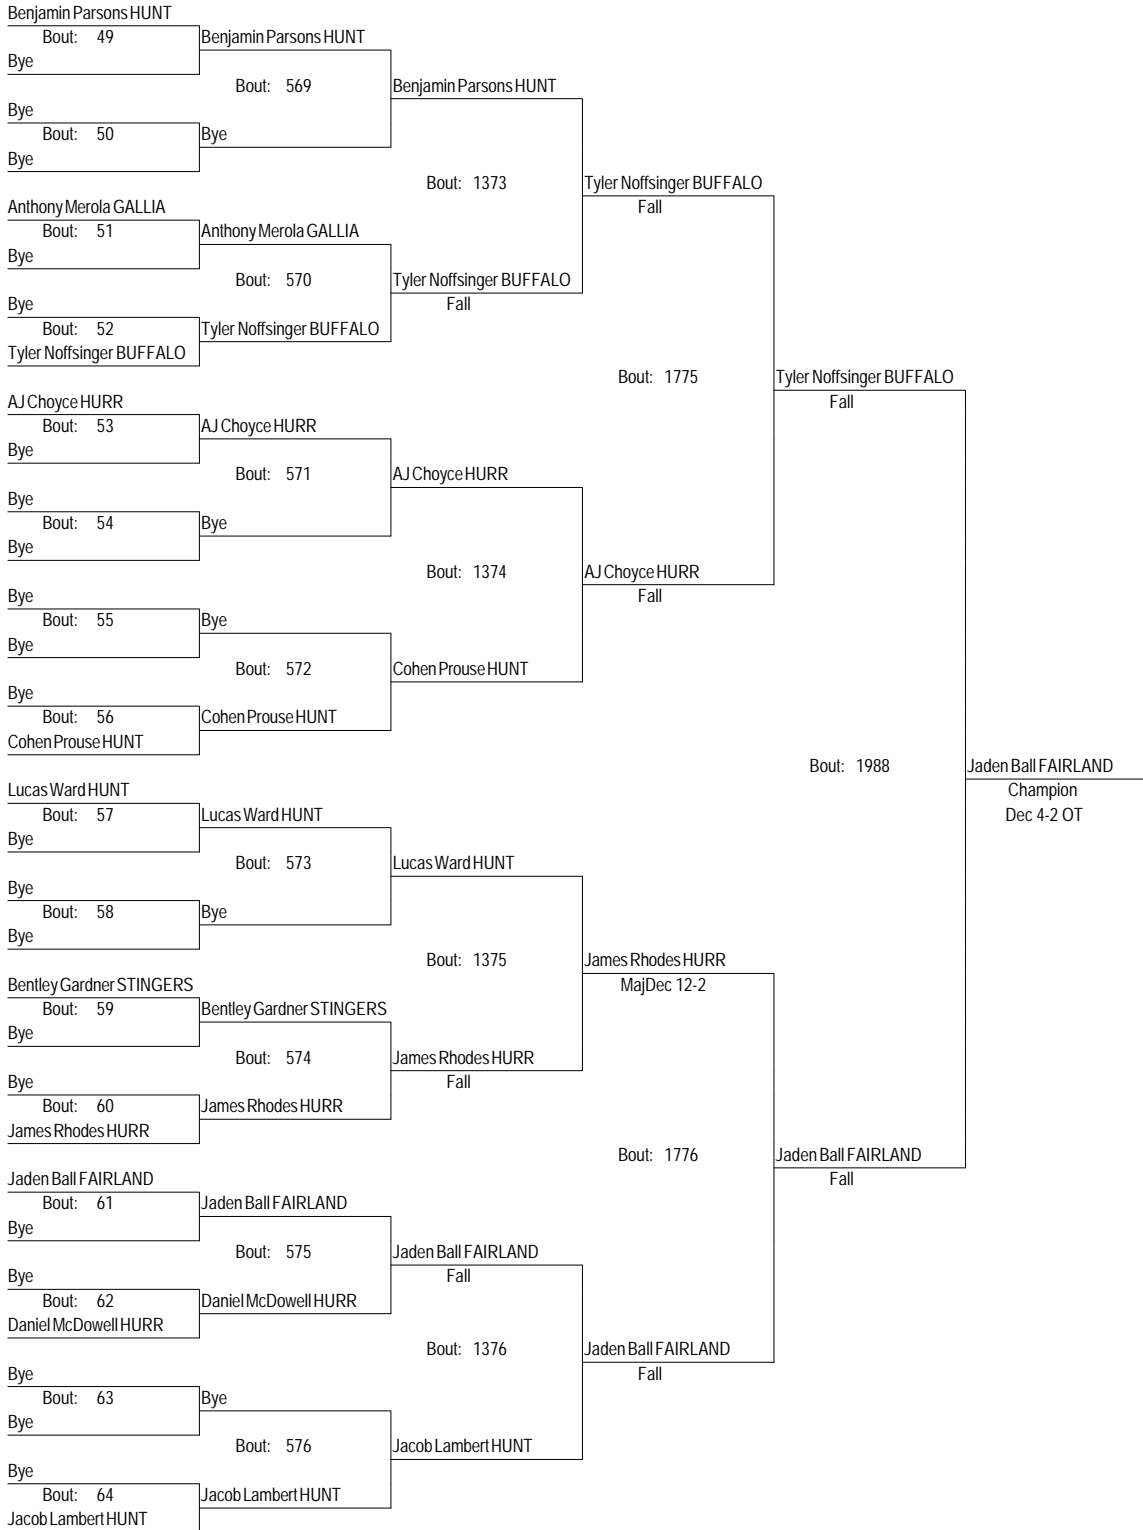 Benjamin Parsons HUNT
Bout: 49
Benjamin Parsons HUNT
Bye
Bout: 569
Benjamin Parsons HUNT
Bye
Bout: 50
Bye
Bye
Bout: 1373
Tyler Noffsinger BUFFALO
Fall
Anthony Merola GALLIA
Bout: 51
Anthony Merola GALLIA
Bye
Bout: 570
Tyler Noffsinger BUFFALO
Fall
Bye
Bout: 52
Tyler Noffsinger BUFFALO
Tyler Noffsinger BUFFALO
Bout: 1775
Tyler Noffsinger BUFFALO
Fall
AJ Choyce HURR
Bout: 53
AJ Choyce HURR
Bye
Bout: 571
AJ Choyce HURR
Bye
Bout: 54
Bye
Bye
Bout: 1374
AJ Choyce HURR
Fall
Bye
Bout: 55
Bye
Bye
Bout: 572
Cohen Prouse HUNT
Bye
Bout: 56
Cohen Prouse HUNT
Cohen Prouse HUNT
Bout: 1988
Jaden Ball FAIRLAND
Champion
Dec 4-2 OT
Lucas Ward HUNT
Bout: 57
Lucas Ward HUNT
Bye
Bout: 573
Lucas Ward HUNT
Bye
Bout: 58
Bye
Bye
Bout: 1375
James Rhodes HURR
MajDec 12-2
Bentley Gardner STINGERS
Bout: 59
Bentley Gardner STINGERS
Bye
Bout: 574
James Rhodes HURR
Fall
Bye
Bout: 60
James Rhodes HURR
James Rhodes HURR
Bout: 1776
Jaden Ball FAIRLAND
Fall
Jaden Ball FAIRLAND
Bout: 61
Jaden Ball FAIRLAND
Bye
Bout: 575
Jaden Ball FAIRLAND
Fall
Bye
Bout: 62
Daniel McDowell HURR
Daniel McDowell HURR
Bout: 1376
Jaden Ball FAIRLAND
Fall
Bye
Bout: 63
Bye
Bye
Bout: 576
Jacob Lambert HUNT
Bye
Bout: 64
Jacob Lambert HUNT
Jacob Lambert HUNT